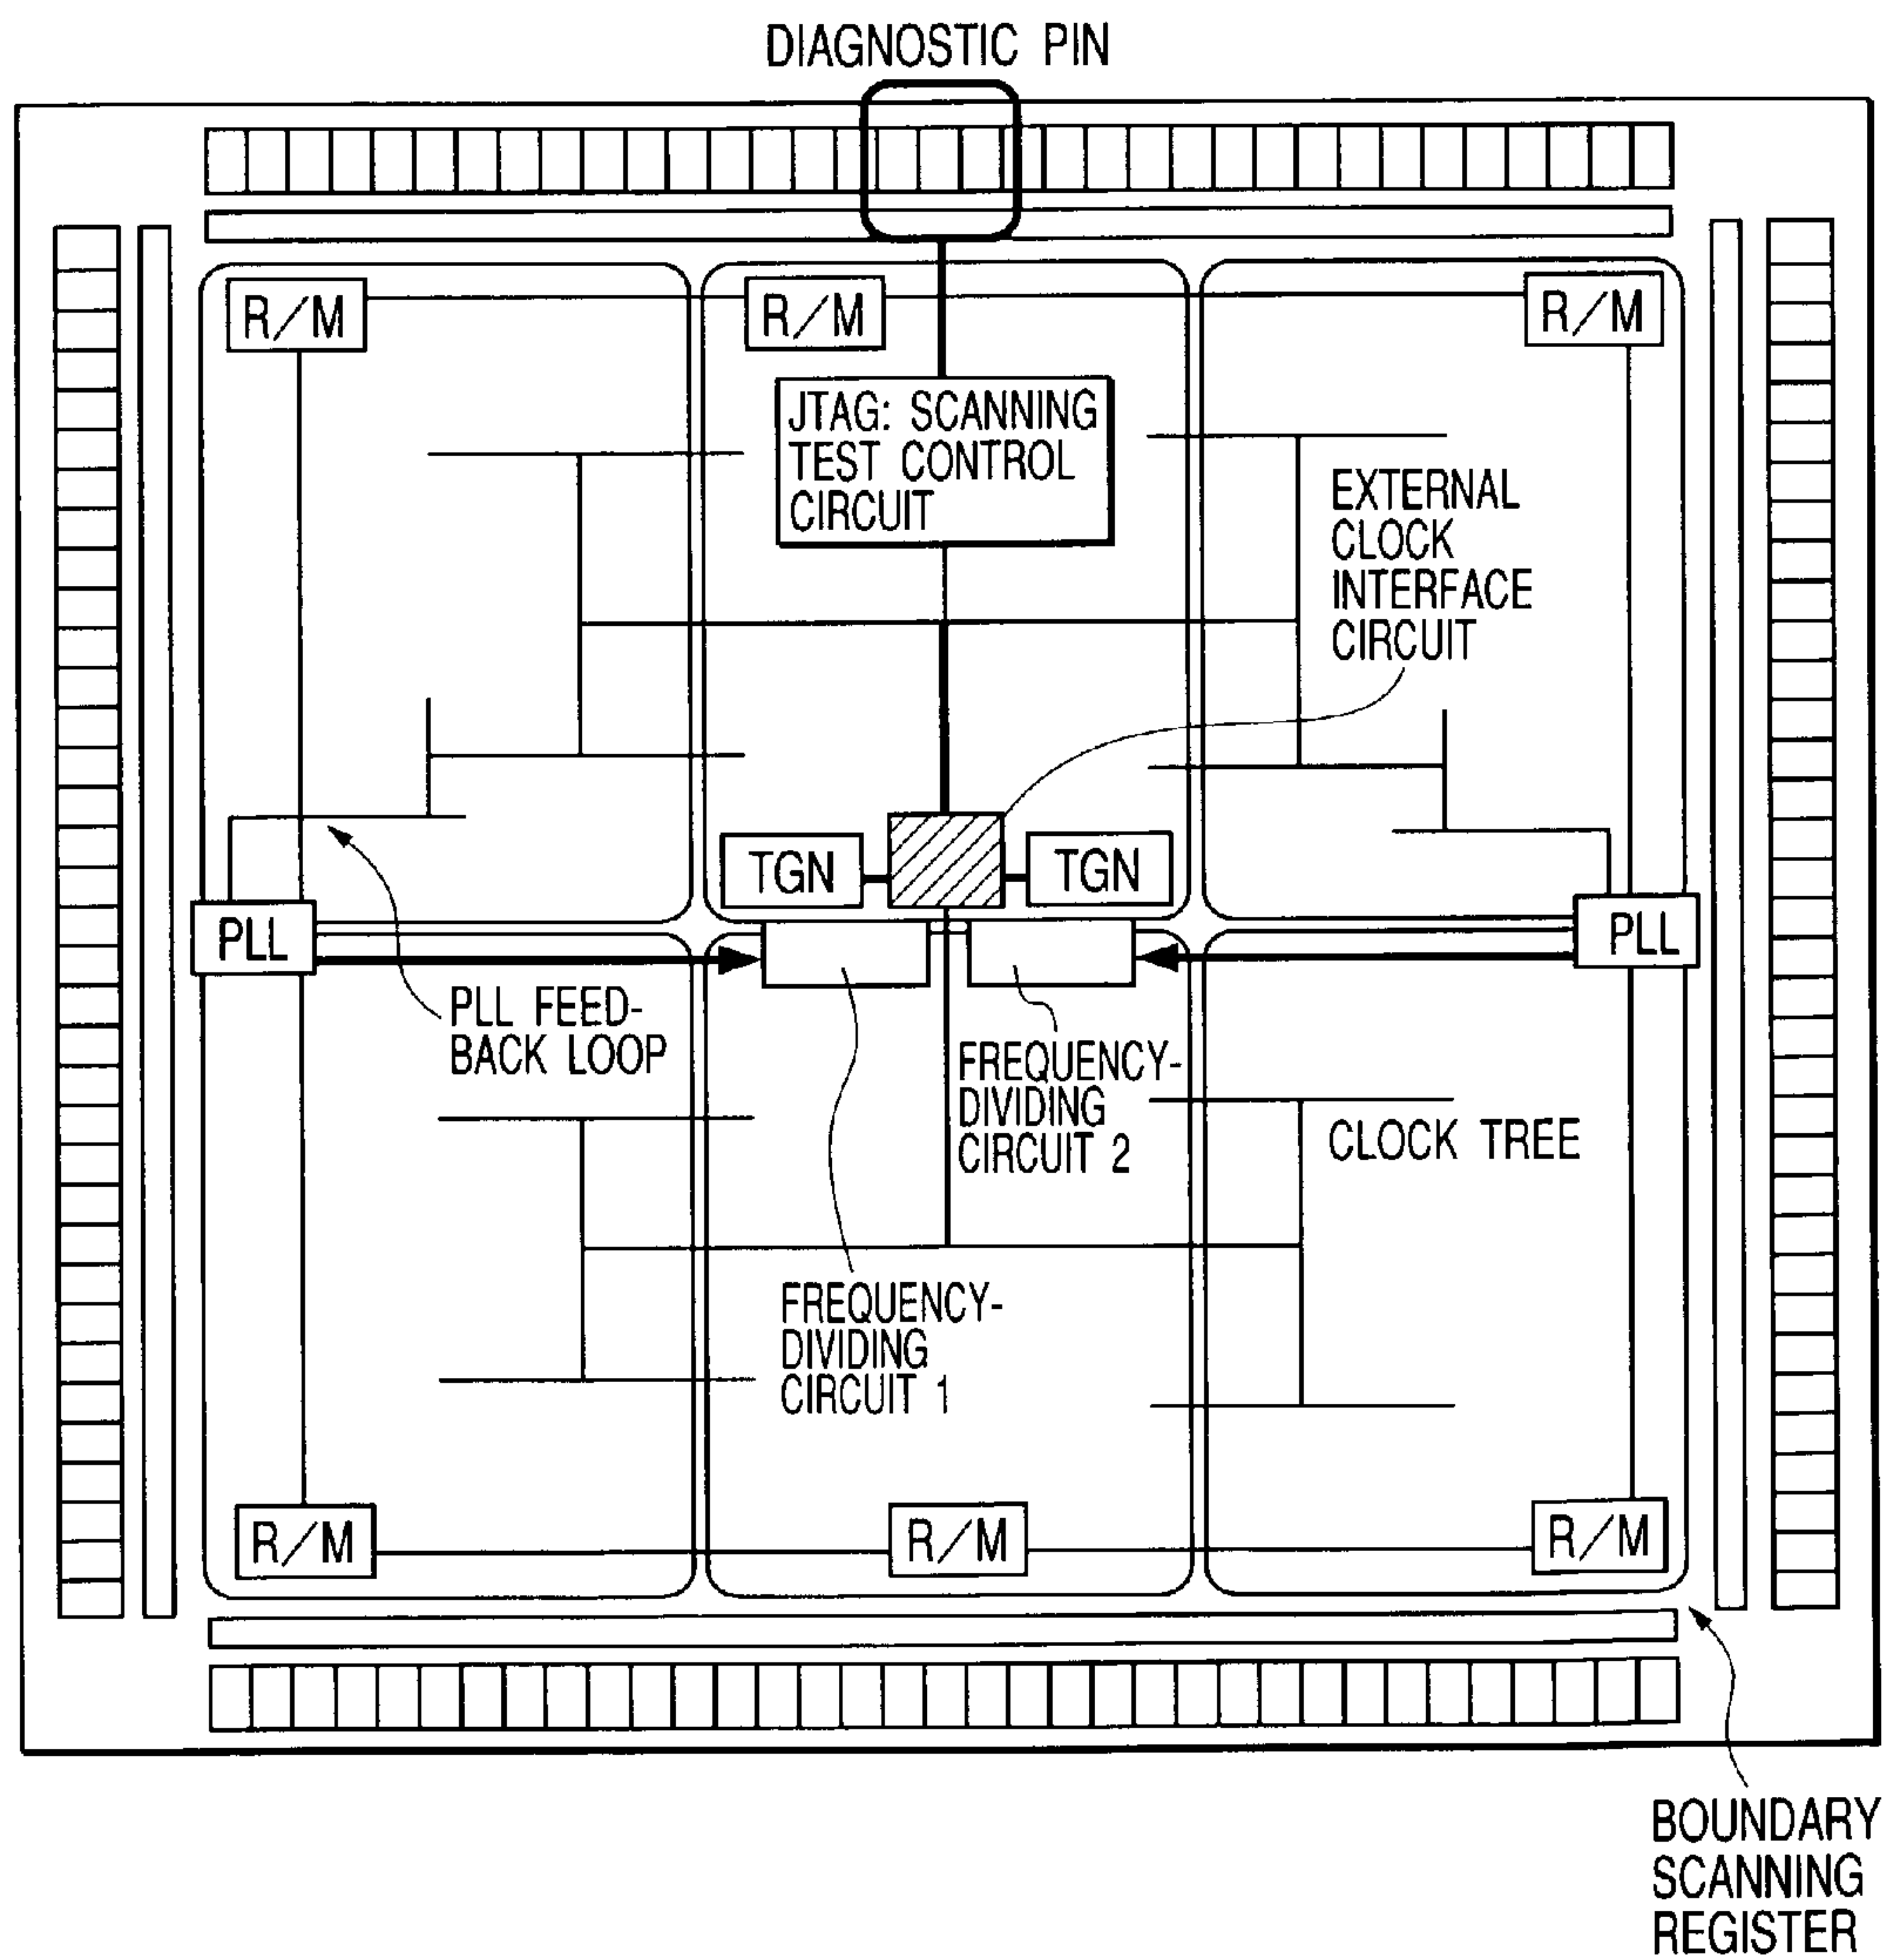 DIAGNOSTIC PIN
R/M
R/M
R/M
JTAG: SCANNING
TEST CONTROL
CIRCUIT
EXTERNAL
CLOCK
INTERFACE
CIRCUIT
TGN
TGN
PLL
PLL
PLL FEED-
BACK LOOP
FREQUENCY-
DIVIDING
CIRCUIT 2
CLOCK TREE
FREQUENCY-
DIVIDING
CIRCUIT 1
R/M
R/M
R/M
BOUNDARY
SCANNING
REGISTER